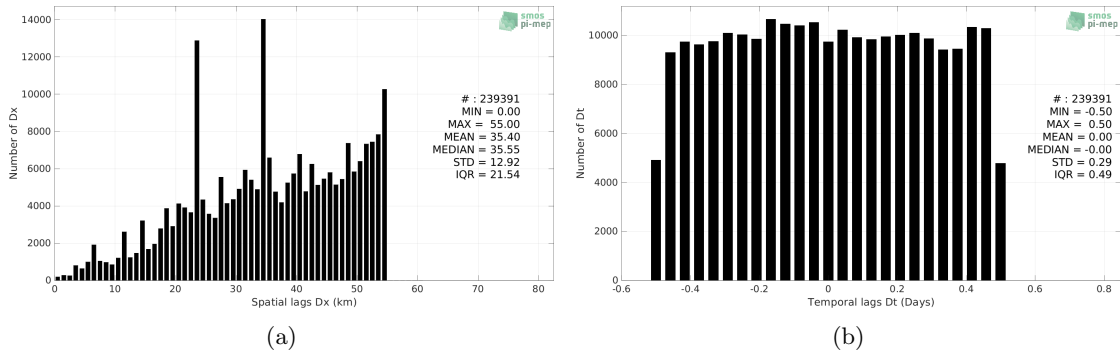 14000
12000
10000
8000
6000
4000
2000
0
Number of Dx
0 10 20 30 40 50 60 70 80
Spatial lags Dx (km)
smos
pi-mep
# : 239391
MIN = 0.00
MAX = 55.00
MEAN = 35.40
MEDIAN = 35.55
STD = 12.92
IQR = 21.54
(a)
10000
8000
6000
4000
2000
0
Number of Dt
-0.6 -0.4 -0.2 0 0.2 0.4 0.6 0.8
Temporal lags Dt (Days)
smos
pi-mep
# : 239391
MIN = -0.50
MAX = 0.50
MEAN = 0.00
MEDIAN = -0.00
STD = 0.29
IQR = 0.49
(b)